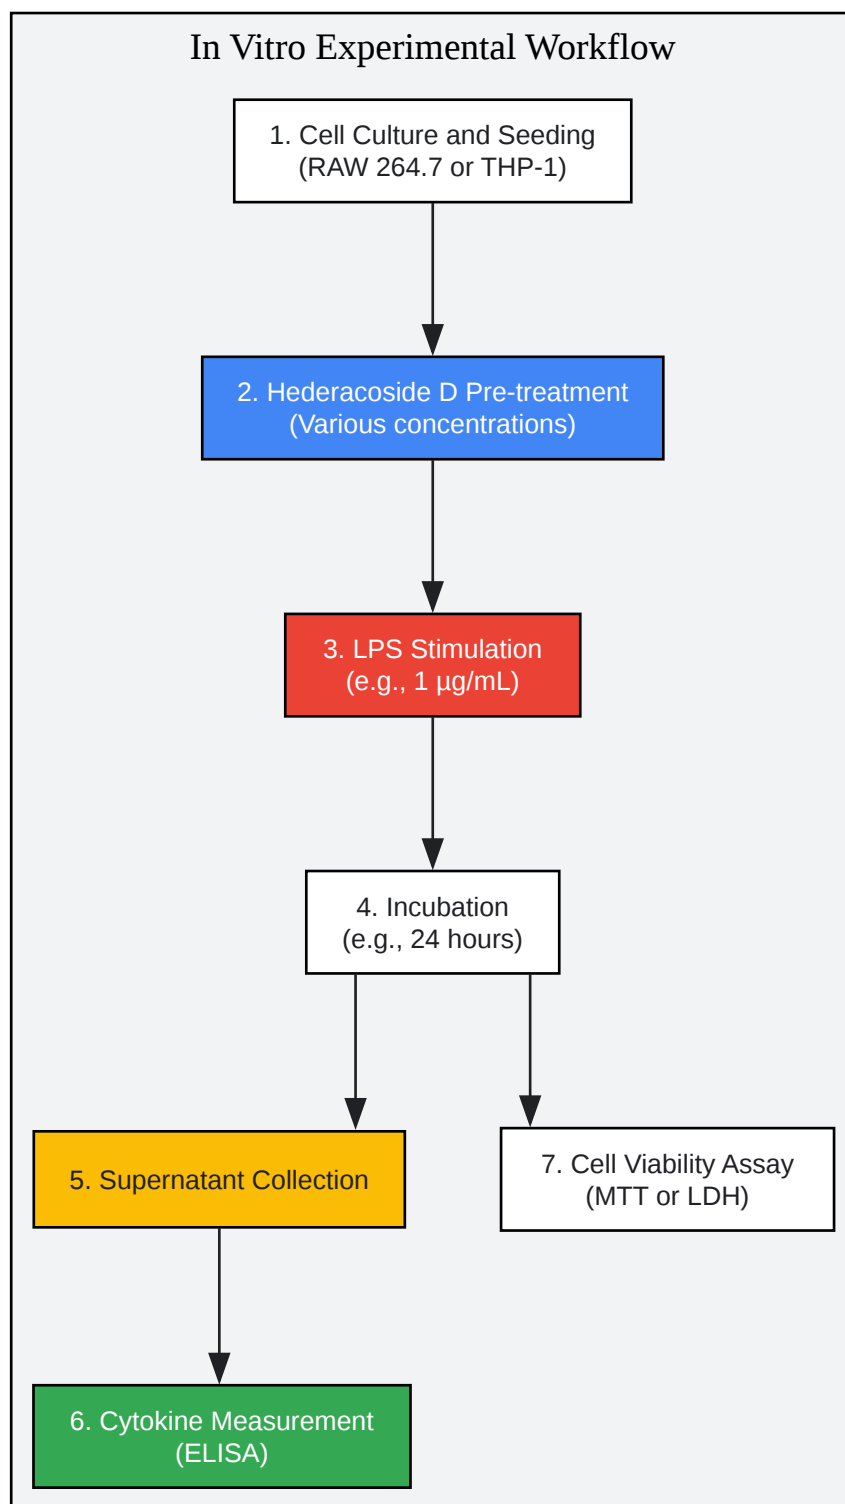 In Vitro Experimental Workflow
1. Cell Culture and Seeding
(RAW 264.7 or THP-1)
2. Hederacoside D Pre-treatment
(Various concentrations)
3. LPS Stimulation
(e.g., 1 µg/mL)
4. Incubation
(e.g., 24 hours)
5. Supernatant Collection
7. Cell Viability Assay
(MTT or LDH)
6. Cytokine Measurement
(ELISA)